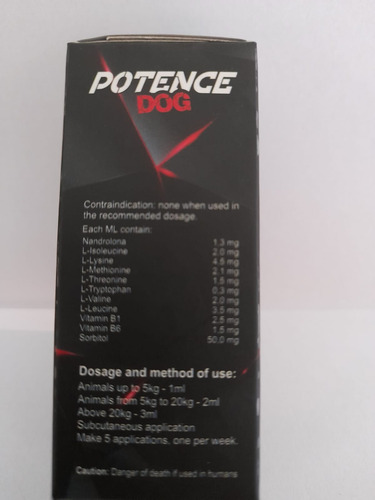 POTENCE
DOG
Contraindication: none when used in
the recommended dosage.
Each ML contain:
Nandrolona 1.3 mg
L-Isoleucine 2.0 mg
L-Lysine 4.6 mg
L-Methionine 2.1 mg
L-Threonine 1,5 mg
L-Tryptophan 0,3 mg
L-Valine 2,0 mg
L-Leucine 3,5 mg
Vitamin B1 2,5 mg
Vitamin B6 1,5 mg
Sorbitol 50,0 mg
Dosage and method of use:
Animals up to 5kg - 1ml
Animals from 5kg to 20kg - 2ml
Above 20kg - 3ml
Subcutaneous application
Make 5 applications, one per week.
Caution: Danger of death if used in humans